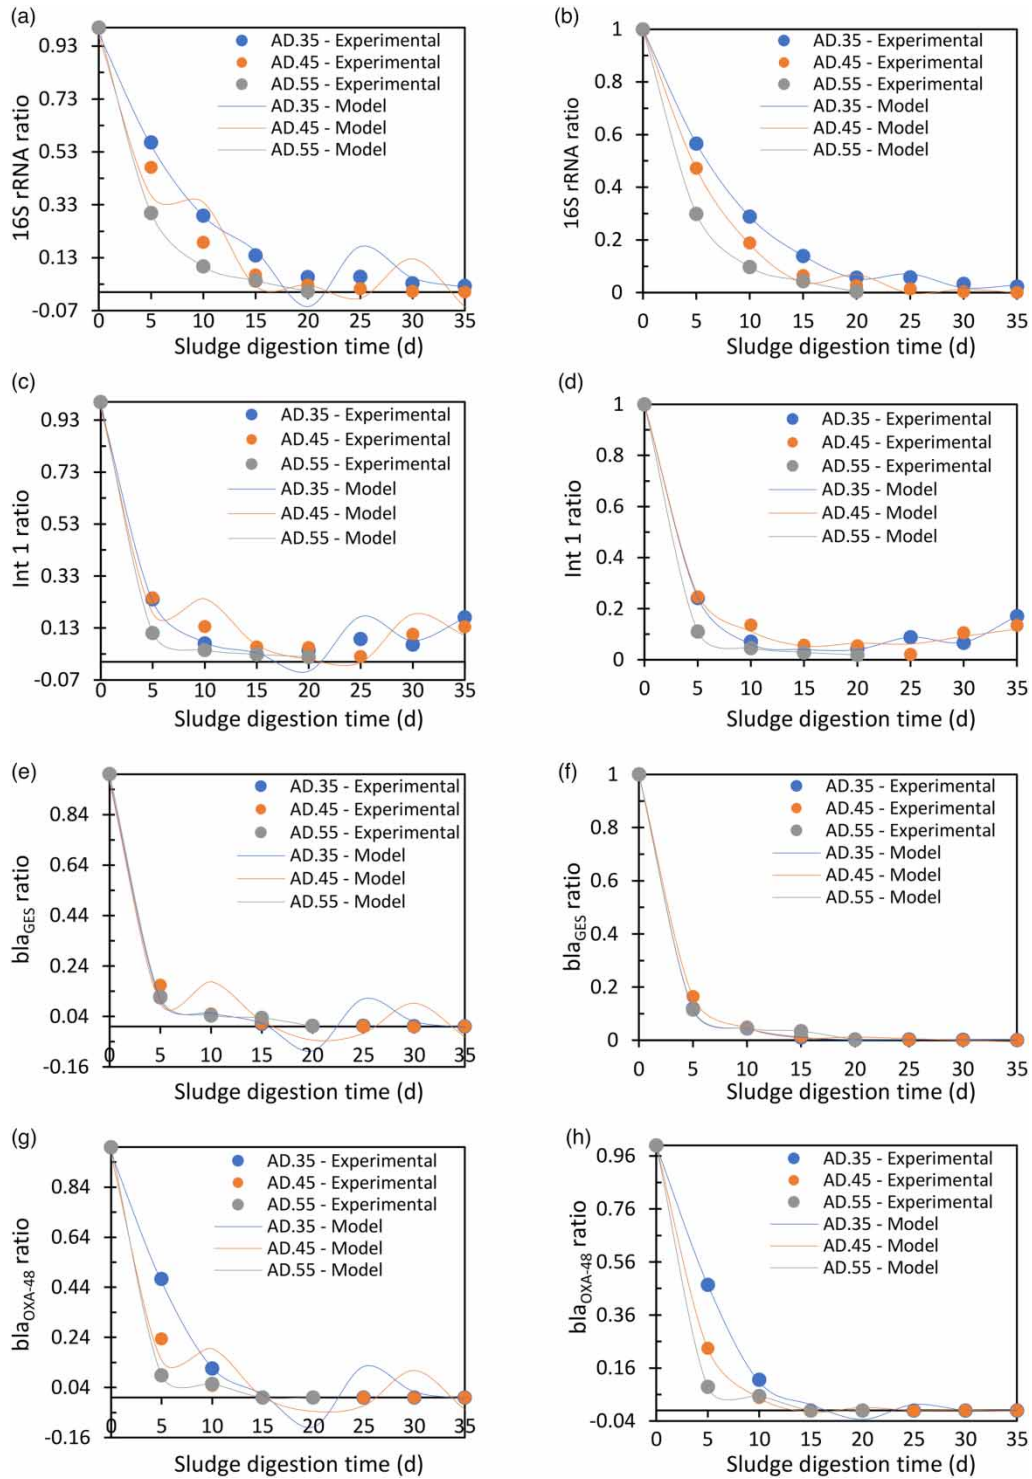 (a)
16S rRNA ratio
0.93
0.73
0.53
0.33
0.13
-0.07
AD.35 - Experimental
AD.45 - Experimental
AD.55 - Experimental
AD.35 - Model
AD.45 - Model
AD.55 - Model
0 5 10 15 20 25 30 35
Sludge digestion time (d)
(b)
16S rRNA ratio
1
0.8
0.6
0.4
0.2
0
AD.35 - Experimental
AD.45 - Experimental
AD.55 - Experimental
AD.35 - Model
AD.45 - Model
AD.55 - Model
0 5 10 15 20 25 30 35
Sludge digestion time (d)
(c)
Int 1 ratio
0.93
0.73
0.53
0.33
0.13
-0.07
AD.35 - Experimental
AD.45 - Experimental
AD.55 - Experimental
AD.35 - Model
AD.45 - Model
AD.55 - Model
0 5 10 15 20 25 30 35
Sludge digestion time (d)
(d)
Int 1 ratio
1
0.8
0.6
0.4
0.2
0
AD.35 - Experimental
AD.45 - Experimental
AD.55 - Experimental
AD.35 - Model
AD.45 - Model
AD.55 - Model
0 5 10 15 20 25 30 35
Sludge digestion time (d)
(e)
blaGES ratio
0.84
0.64
0.44
0.24
0.04
-0.16
AD.35 - Experimental
AD.45 - Experimental
AD.55 - Experimental
AD.35 - Model
AD.45 - Model
AD.55 - Model
0 5 10 15 20 25 30 35
Sludge digestion time (d)
(f)
blaGES ratio
1
0.8
0.6
0.4
0.2
0
AD.35 - Experimental
AD.45 - Experimental
AD.55 - Experimental
AD.35 - Model
AD.45 - Model
AD.55 - Model
0 5 10 15 20 25 30 35
Sludge digestion time (d)
(g)
blaOXA-48 ratio
0.84
0.64
0.44
0.24
0.04
-0.16
AD.35 - Experimental
AD.45 - Experimental
AD.55 - Experimental
AD.35 - Model
AD.45 - Model
AD.55 - Model
0 5 10 15 20 25 30 35
Sludge digestion time (d)
(h)
blaOXA-48 ratio
0.96
0.76
0.56
0.36
0.16
-0.04
AD.35 - Experimental
AD.45 - Experimental
AD.55 - Experimental
AD.35 - Model
AD.45 - Model
AD.55 - Model
0 5 10 15 20 25 30 35
Sludge digestion time (d)